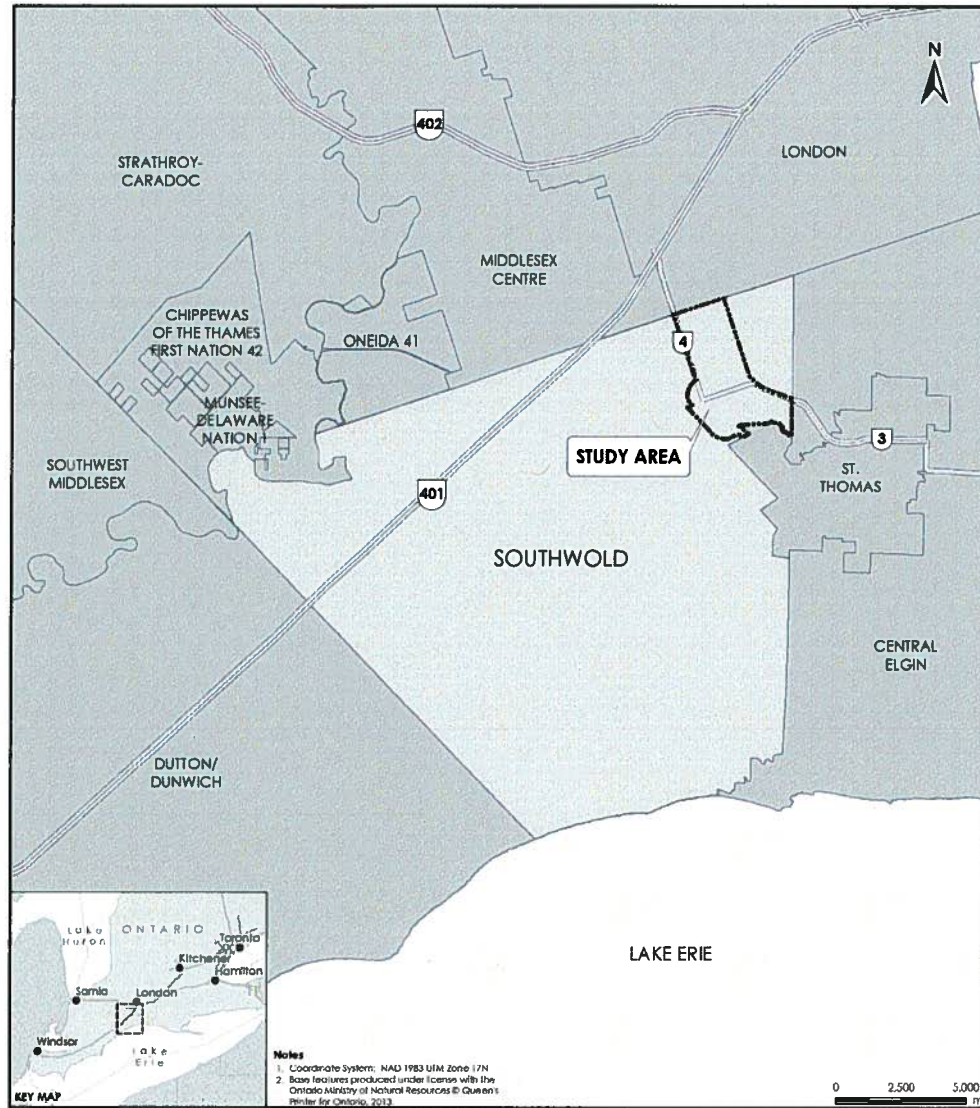 N
402
STRATHROY-
CARADOC
LONDON
MIDDLESEX
CENTRE
CHIPPEWAS
OF THE THAMES
FIRST NATION 42
ONEIDA 41
4
MUNSEE-
DELAWARE
NATION 1
STUDY AREA
3
SOUTHWEST
MIDDLESEX
ST.
THOMAS
401
SOUTHWOLD
CENTRAL
ELGIN
DUTTON/
DUNWICH
LAKE ERIE
Lake
Huron
ONTARIO
Toronto
Kitchener
Hamilton
Sarnia
London
Windsor
Lake
Erie
KEY MAP
Notes
1. Coordinate System: NAD 1983 UTM Zone 17N
2. Base features produced under license with the
Ontario Ministry of Natural Resources © Queen's
Printer for Ontario, 2013.
0 2,500 5,000